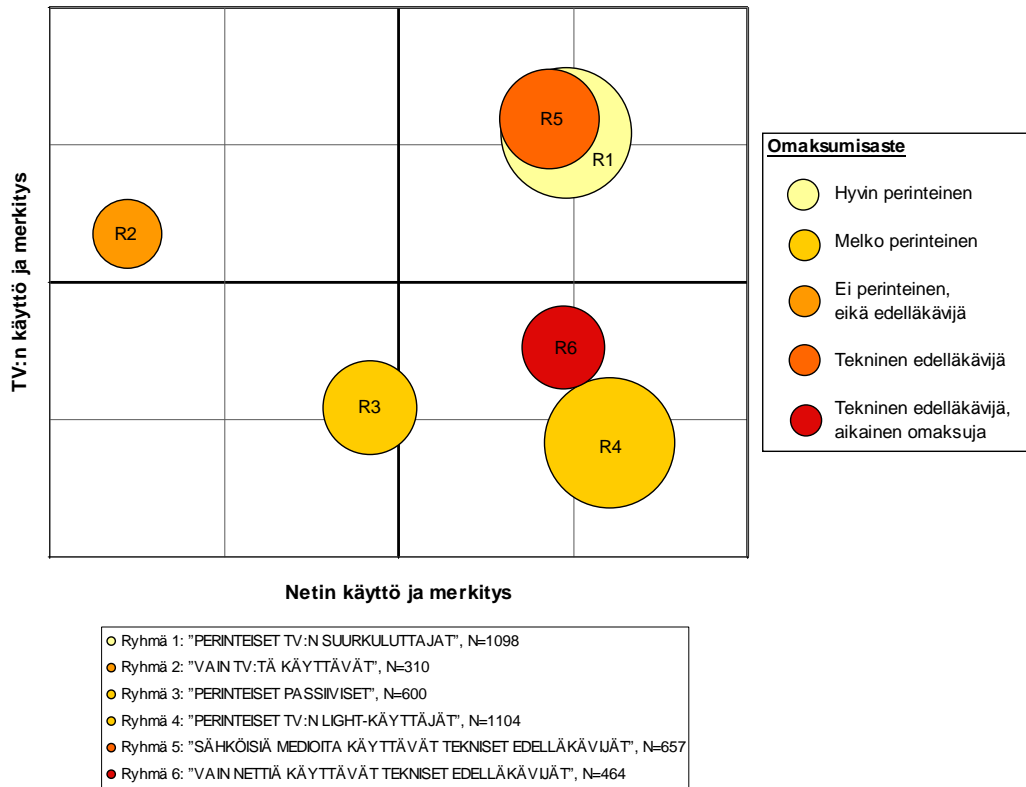 TV:n käyttö ja merkitys
R5
R1
R2
R6
R3
R4
Omaksumisaste
Hyvin perinteinen
Melko perinteinen
Ei perinteinen,
eikä edelläkävijä
Tekninen edelläkävijä
Tekninen edelläkävijä,
aikainen omaksuja
Netin käyttö ja merkitys
Ryhmä 1: ”PERINTEISET TV:N SUURKULUTTAJAT”, N=1098
Ryhmä 2: ”VAIN TV:TÄ KÄYTTÄVÄT”, N=310
Ryhmä 3: ”PERINTEISET PASSIIVISET”, N=600
Ryhmä 4: ”PERINTEISET TV:N LIGHT-KÄYTTÄJÄT”, N=1104
Ryhmä 5: ”SÄHKÖISIÄ MEDIOITA KÄYTTÄVÄT TEKNISET EDELLÄKÄVIJÄT”, N=657
Ryhmä 6: ”VAIN NETTIÄ KÄYTTÄVÄT TEKNISET EDELLÄKÄVIJÄT”, N=464